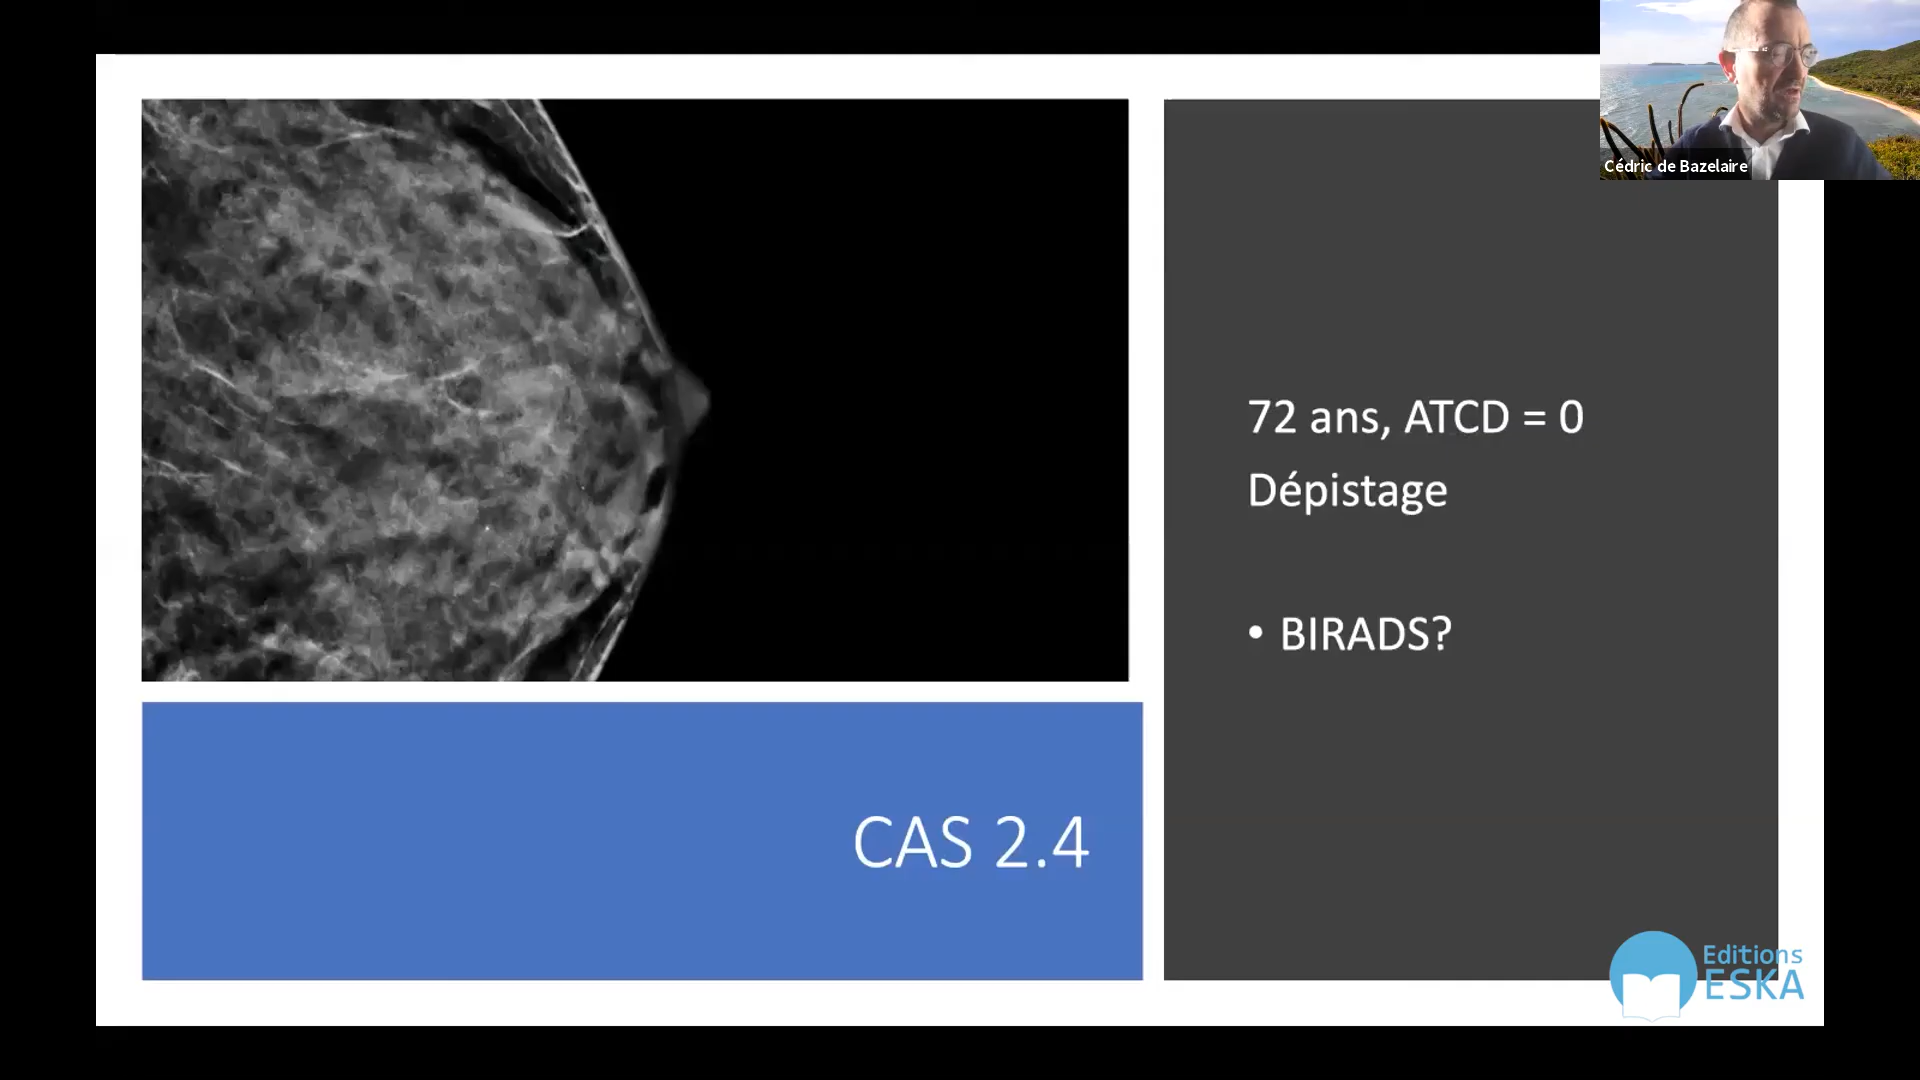 Cédric de Bazelaire
72 ans, ATCD = 0
Dépistage
• BIRADS?
CAS 2.4
Editions
ESKA